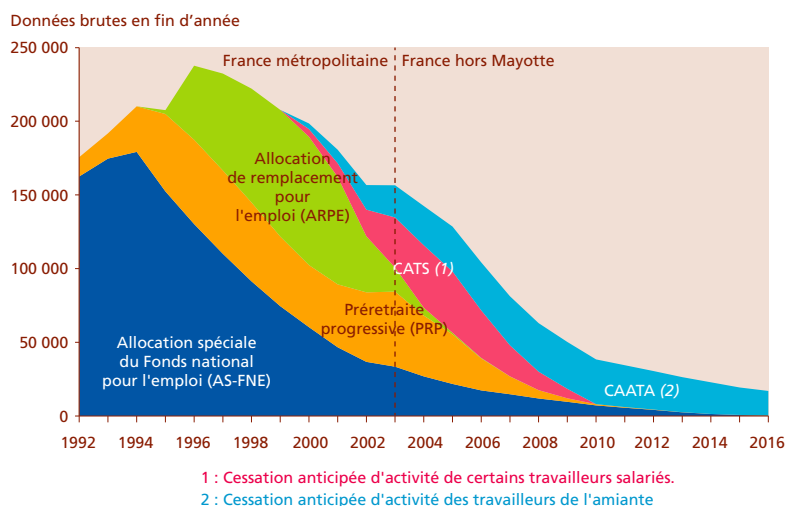 Données brutes en fin d'année
250 000
200 000
150 000
100 000
50 000
0
France métropolitaine
France hors Mayotte
Allocation
de remplacement
pour
l'emploi (ARPE)
CATS (1)
Préretraite
progressive (PRP)
Allocation spéciale
du Fonds national
pour l'emploi (AS-FNE)
CAATA (2)
1992 1994 1996 1998 2000 2002 2004 2006 2008 2010 2012 2014 2016
1 : Cessation anticipée d'activité de certains travailleurs salariés.
2 : Cessation anticipée d'activité des travailleurs de l'amiante